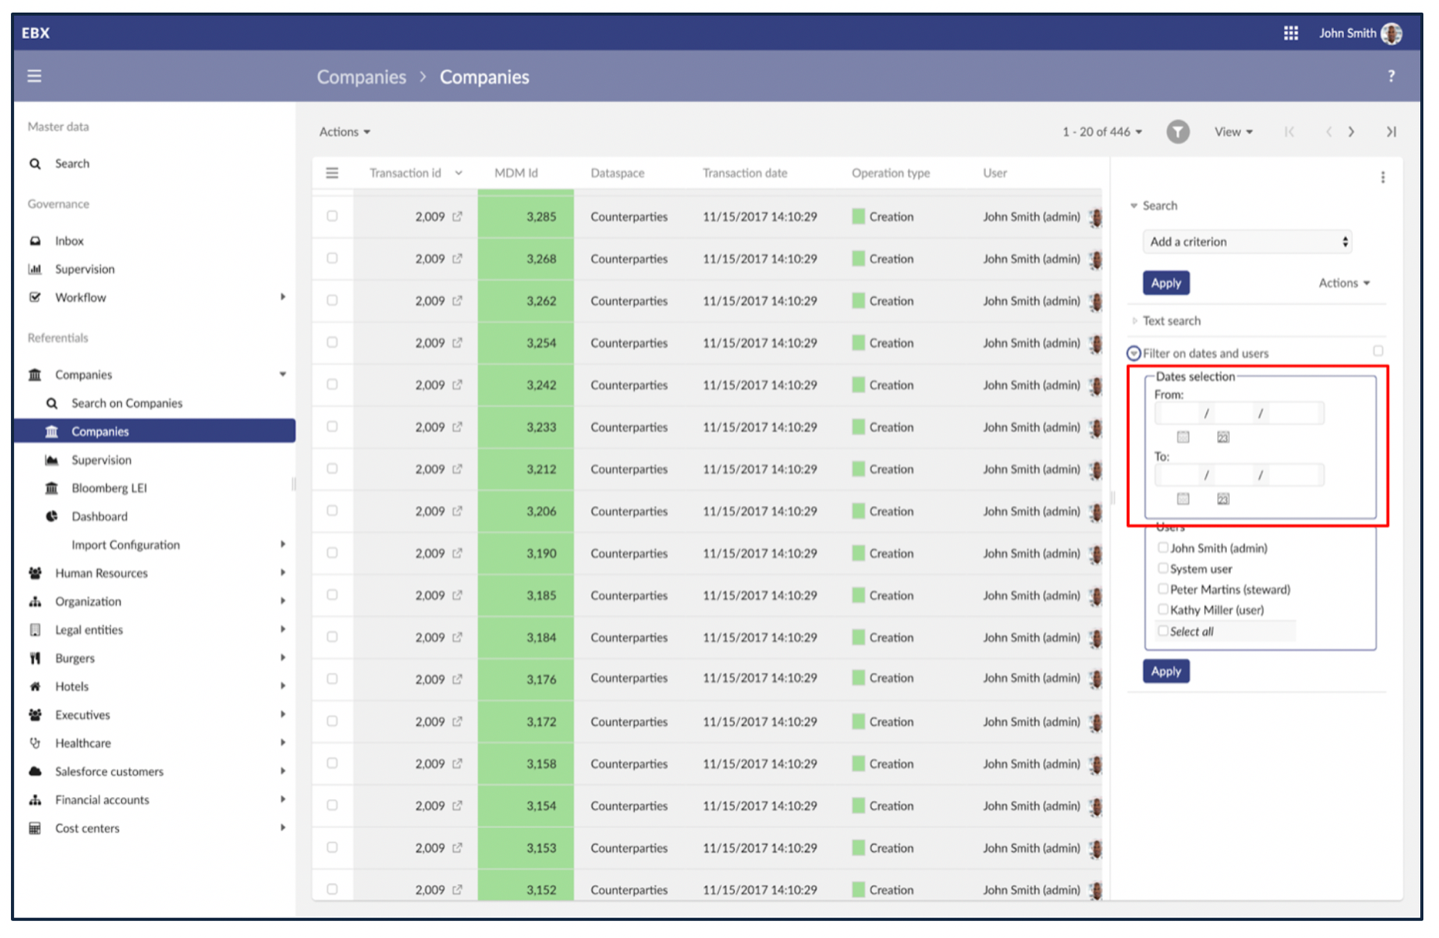 EBX
John Smith
Companies > Companies
?
Master data
Search
Governance
Inbox
Supervision
Workflow
Referentials
Companies
Search on Companies
Companies
Supervision
Bloomberg LEI
Dashboard
Import Configuration
Human Resources
Organization
Legal entities
Burgers
Hotels
Executives
Healthcare
Salesforce customers
Financial accounts
Cost centers
Actions
1 - 20 of 446
View
Transaction id MDM Id Dataspace Transaction date Operation type User
2,009 3,285 Counterparties 11/15/2017 14:10:29 Creation John Smith (admin)
2,009 3,268 Counterparties 11/15/2017 14:10:29 Creation John Smith (admin)
2,009 3,262 Counterparties 11/15/2017 14:10:29 Creation John Smith (admin)
2,009 3,254 Counterparties 11/15/2017 14:10:29 Creation John Smith (admin)
2,009 3,242 Counterparties 11/15/2017 14:10:29 Creation John Smith (admin)
2,009 3,233 Counterparties 11/15/2017 14:10:29 Creation John Smith (admin)
2,009 3,212 Counterparties 11/15/2017 14:10:29 Creation John Smith (admin)
2,009 3,206 Counterparties 11/15/2017 14:10:29 Creation John Smith (admin)
2,009 3,190 Counterparties 11/15/2017 14:10:29 Creation John Smith (admin)
2,009 3,185 Counterparties 11/15/2017 14:10:29 Creation John Smith (admin)
2,009 3,184 Counterparties 11/15/2017 14:10:29 Creation John Smith (admin)
2,009 3,176 Counterparties 11/15/2017 14:10:29 Creation John Smith (admin)
2,009 3,172 Counterparties 11/15/2017 14:10:29 Creation John Smith (admin)
2,009 3,158 Counterparties 11/15/2017 14:10:29 Creation John Smith (admin)
2,009 3,154 Counterparties 11/15/2017 14:10:29 Creation John Smith (admin)
2,009 3,153 Counterparties 11/15/2017 14:10:29 Creation John Smith (admin)
2,009 3,152 Counterparties 11/15/2017 14:10:29 Creation John Smith (admin)
Search
Add a criterion
Apply
Actions
Text search
Filter on dates and users
Dates selection
From:
/ /
23
To:
/ /
23
Users
John Smith (admin)
System user
Peter Martins (steward)
Kathy Miller (user)
Select all
Apply